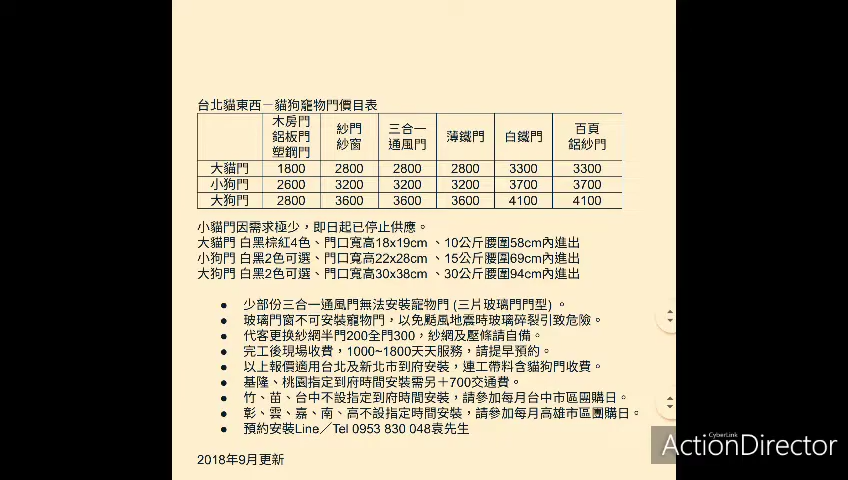 台北貓東西－貓狗寵物門價目表
木房門 鋁板門 塑鋼門 紗門 紗窗 三合一 通風門 薄鐵門 白鐵門 百頁 鋁紗門
大貓門 1800 2800 2800 2800 3300 3300
小狗門 2600 3200 3200 3200 3700 3700
大狗門 2800 3600 3600 3600 4100 4100
小貓門因需求極少，即日起已停止供應。
大貓門 白黑棕紅4色、門口寬高18x19cm 、10公斤腰圍58cm內進出
小狗門 白黑2色可選、門口寬高22x28cm 、15公斤腰圍69cm內進出
大狗門 白黑2色可選、門口寬高30x38cm 、30公斤腰圍94cm內進出
● 少部份三合一通風門無法安裝寵物門 (三片玻璃門門型) 。
● 玻璃門窗不可安裝寵物門，以免颱風地震時玻璃碎裂引致危險。
● 代客更換紗網半門200全門300，紗網及壓條請自備。
● 完工後現場收費，1000~1800天天服務，請提早預約。
● 以上報價適用台北及新北市到府安裝，連工帶料含貓狗門收費。
● 基隆、桃園指定到府時間安裝需另＋700交通費。
● 竹、苗、台中不設指定到府時間安裝，請參加每月台中市區團購日。
● 彰、雲、嘉、南、高不設指定時間安裝，請參加每月高雄市區團購日。
● 預約安裝Line／Tel 0953 830 048袁先生
2018年9月更新
CyberLink
ActionDirector